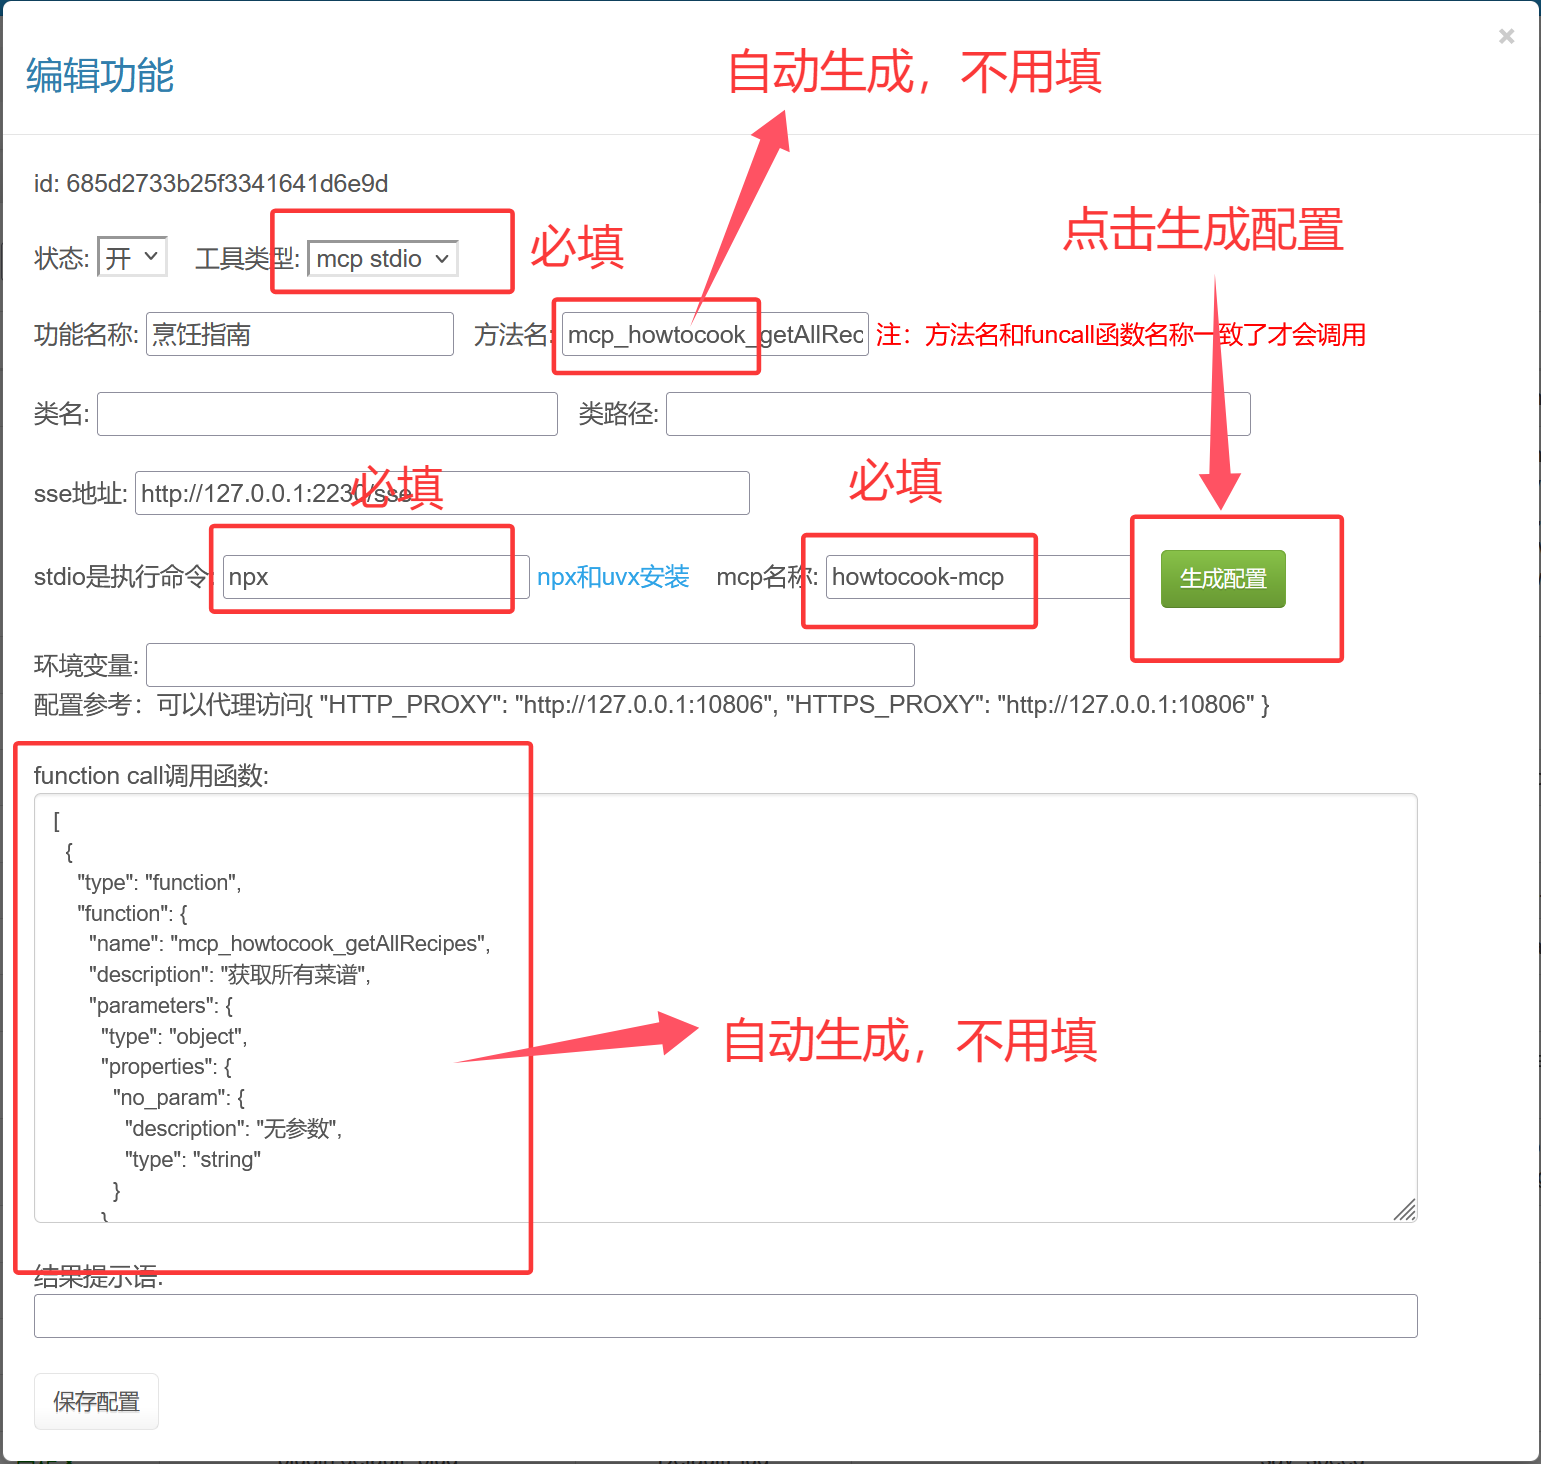 自动生成，不用填
编辑功能
id: 685d2733b25f3341641d6e9d
点击生成配置
状态: 开 工具类型: mcp stdio 必填
功能名称: 烹饪指南 方法名: mcp_howtocook_getAllRec 注：方法名和funcall函数名称一致了才会调用
类名: 类路径:
必填 必填
sse地址: http://127.0.0.1:2230/sse
stdio是执行命令: npx npx和uvx安装 mcp名称: howtocook-mcp 生成配置
环境变量:
配置参考：可以代理访问{ "HTTP_PROXY": "http://127.0.0.1:10806", "HTTPS_PROXY": "http://127.0.0.1:10806" }
function call调用函数:
[
{
"type": "function",
"function": {
"name": "mcp_howtocook_getAllRecipes",
"description": "获取所有菜谱",
"parameters": {
"type": "object",
"properties": {
"no_param": {
"description": "无参数",
"type": "string"
}
}
自动生成，不用填
结果提示语:
保存配置